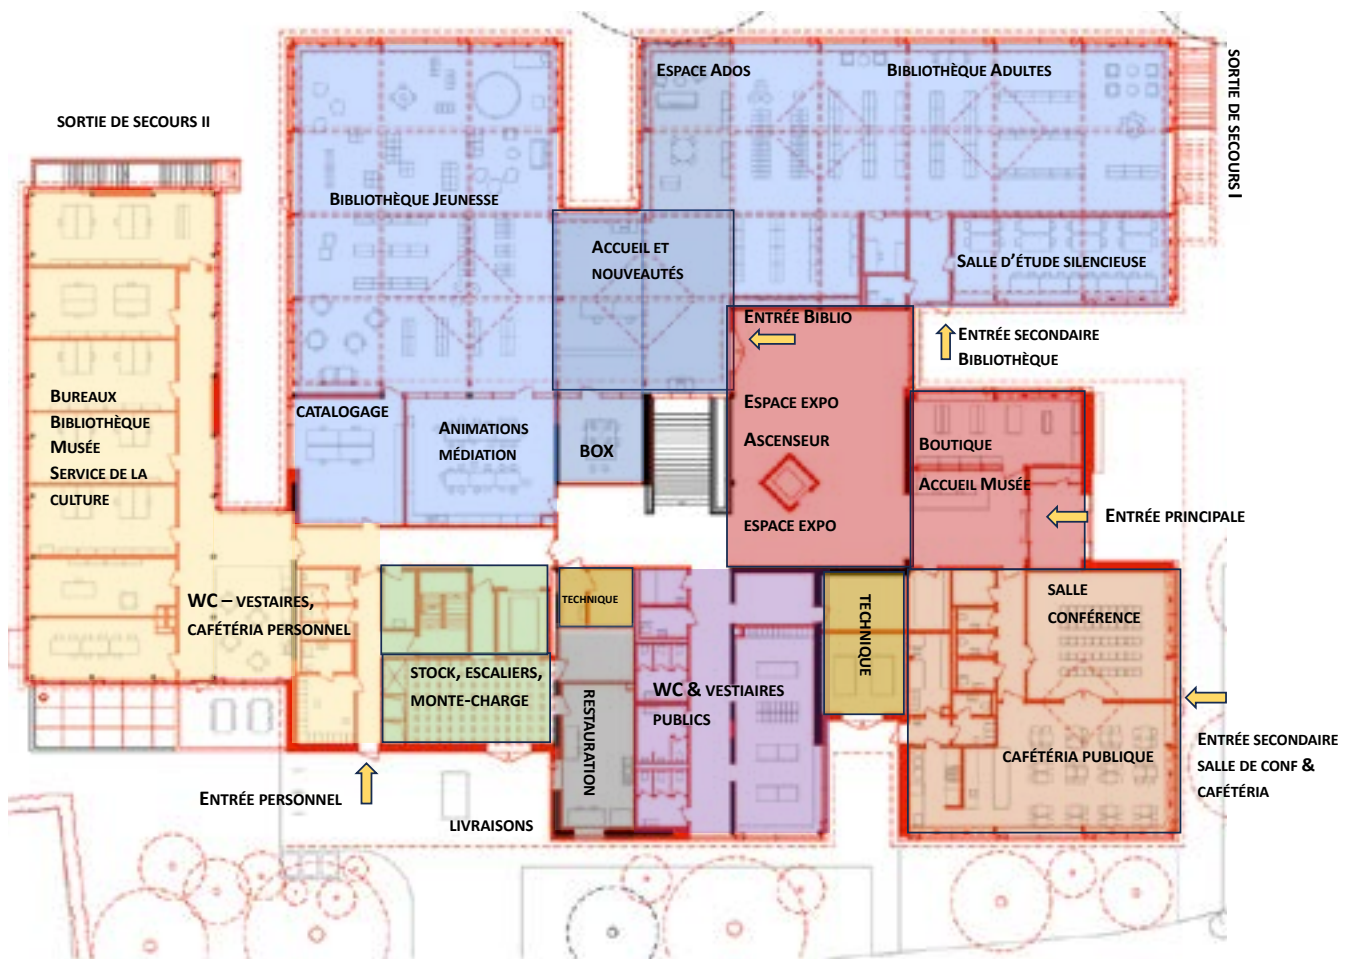 SORTIE DE SECOURS II
ESPACE ADOS
BIBLIOTHÈQUE ADULTES
SORTIE DE SECOURS I
BIBLIOTHÈQUE JEUNESSE
ACCUEIL ET
NOUVEAUTÉS
SALLE D'ÉTUDE SILENCIEUSE
ENTRÉE BIBLIO
ENTRÉE SECONDAIRE
BIBLIOTHÈQUE
BUREAUX
BIBLIOTHÈQUE
MUSÉE
SERVICE DE LA
CULTURE
CATALOGAGE
ANIMATIONS
MÉDIATION
BOX
ESPACE EXPO
ASCENSEUR
ESPACE EXPO
BOUTIQUE
ACCUEIL MUSÉE
ENTRÉE PRINCIPALE
WC – VESTAIRES,
CAFÉTÉRIA PERSONNEL
TECHNIQUE
TECHNIQUE
SALLE
CONFÉRENCE
STOCK, ESCALIERS,
MONTE-CHARGE
RESTAURATION
WC & VESTIAIRES
PUBLICS
CAFÉTÉRIA PUBLIQUE
ENTRÉE SECONDAIRE
SALLE DE CONF &
CAFÉTÉRIA
ENTRÉE PERSONNEL
LIVRAISONS